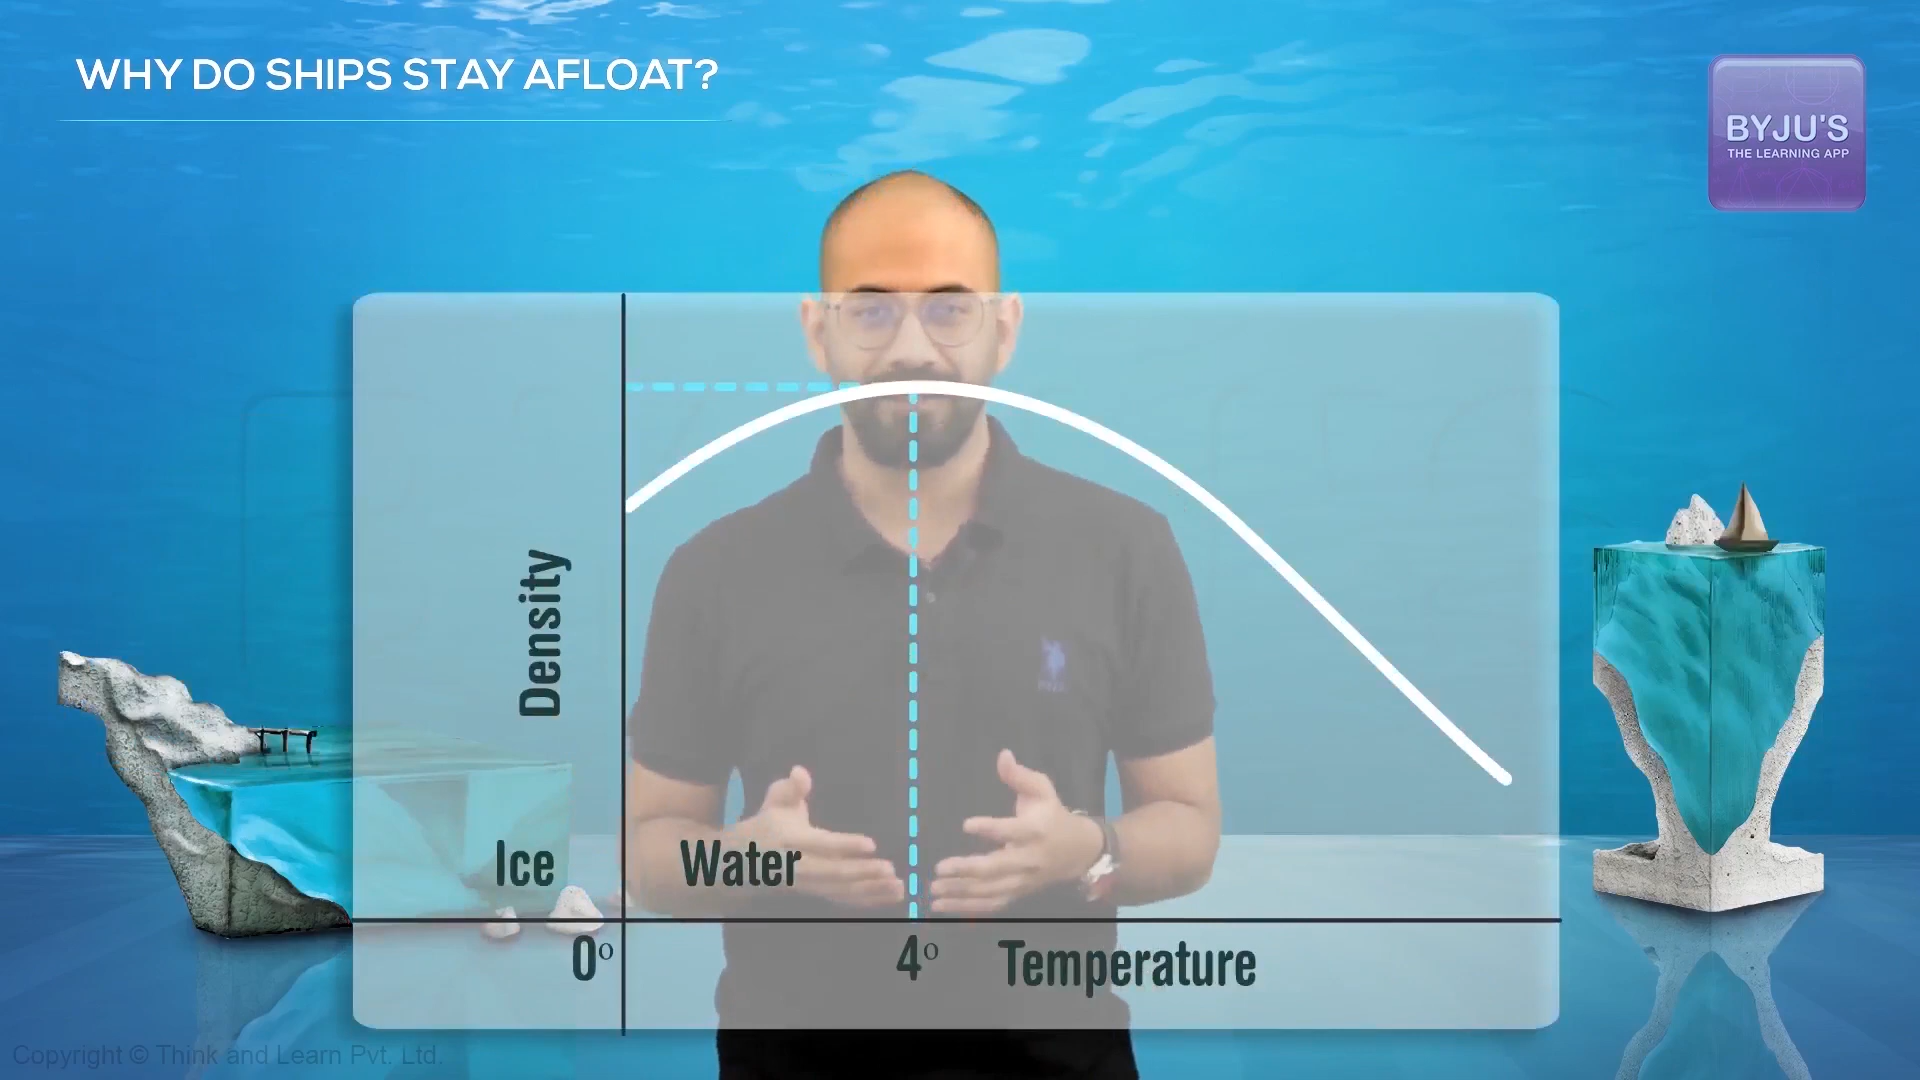 WHY DO SHIPS STAY AFLOAT?
BYJU'S
THE LEARNING APP
Density
Ice
Water
0°
4°
Temperature
Copyright © Think and Learn Pvt. Ltd.